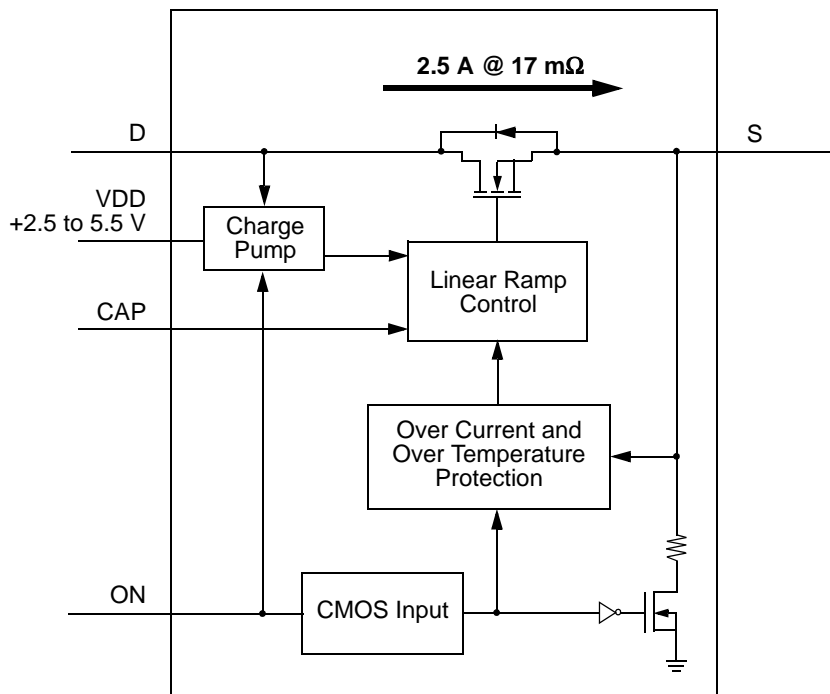 2.5 A @ 17 mΩ
D
S
VDD
+2.5 to 5.5 V
Charge
Pump
Linear Ramp
Control
CAP
Over Current and
Over Temperature
Protection
ON
CMOS Input